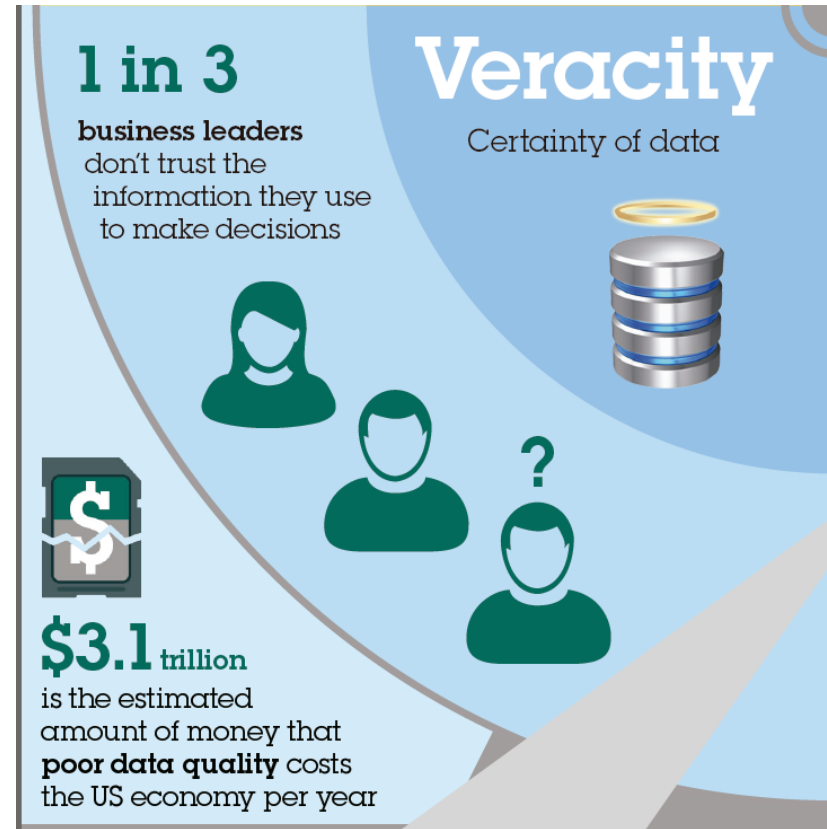 Veracity
Certainty of data
1 in 3
business leaders
don't trust the
information they use
to make decisions
?
$
$3.1 trillion
is the estimated
amount of money that
poor data quality costs
the US economy per year